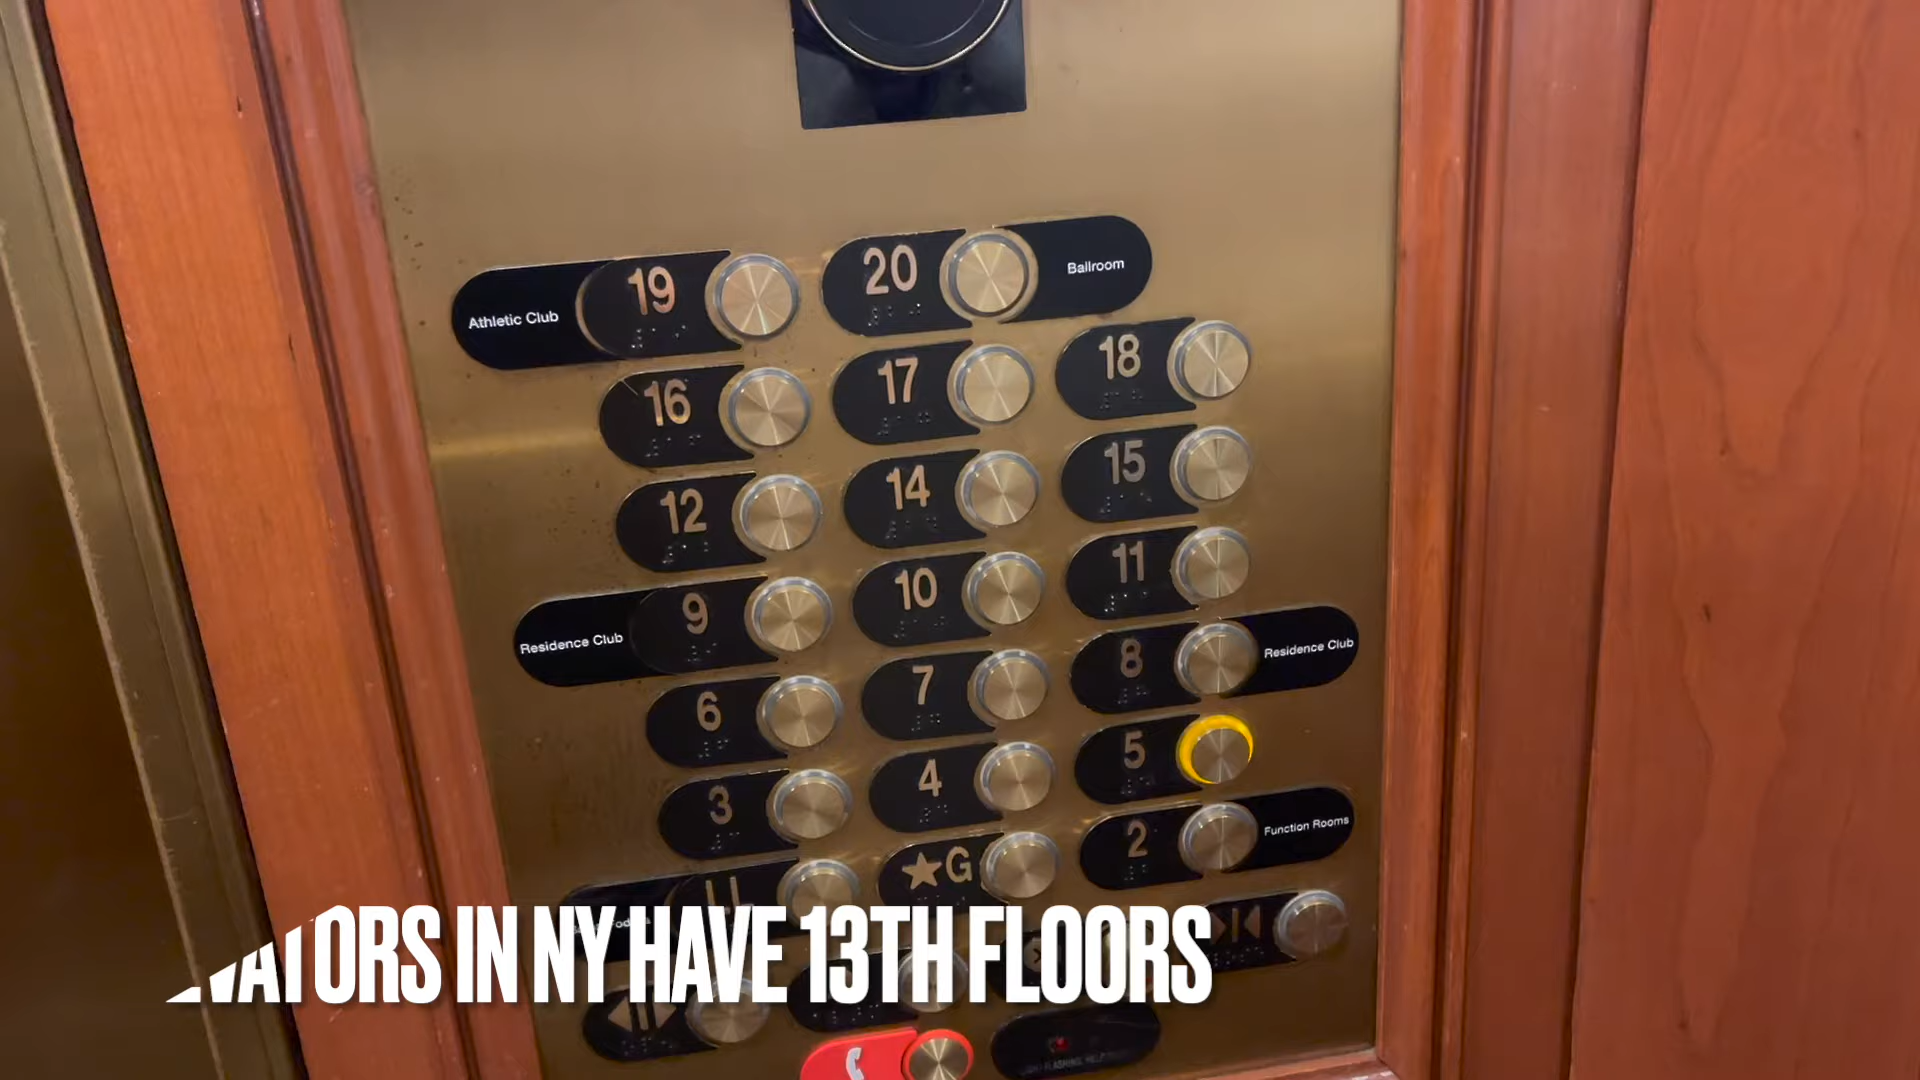 20 Ballroom
Athletic Club 19
18
17
16
15
14
12
11
10
Residence Club 9
8 Residence Club
7
6
5
4
3
2 Function Rooms
★G
ORS IN NY HAVE 13TH FLOORS